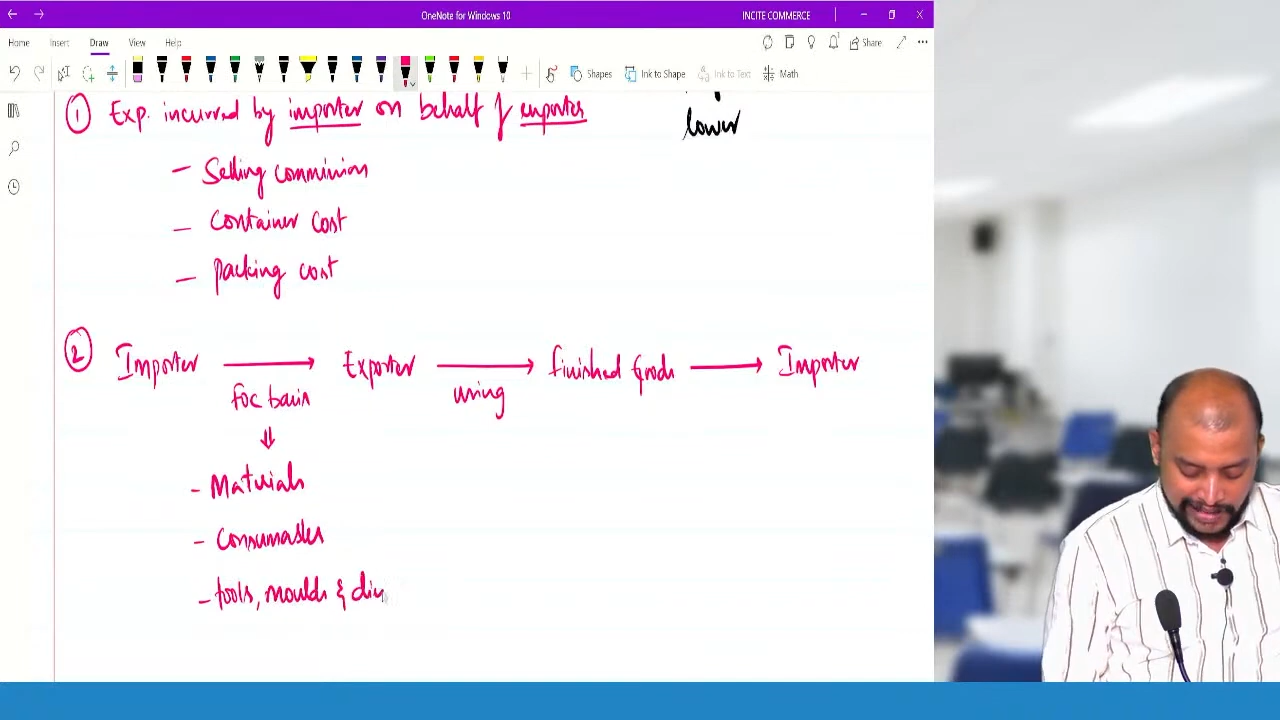 OneNote for Windows 10
INCITE COMMERCE
Home Insert Draw View Help
Share
Shapes Ink to Shape Ink to Text Math
① Exp. incurred by importer on behalf of exporter
lower
- Selling commission
- Container cost
- Packing cost
② Importer → Exporter → Finished Goods → Importer
FOC basis using
⇓
- Materials
- Consumables
- tools, moulds &